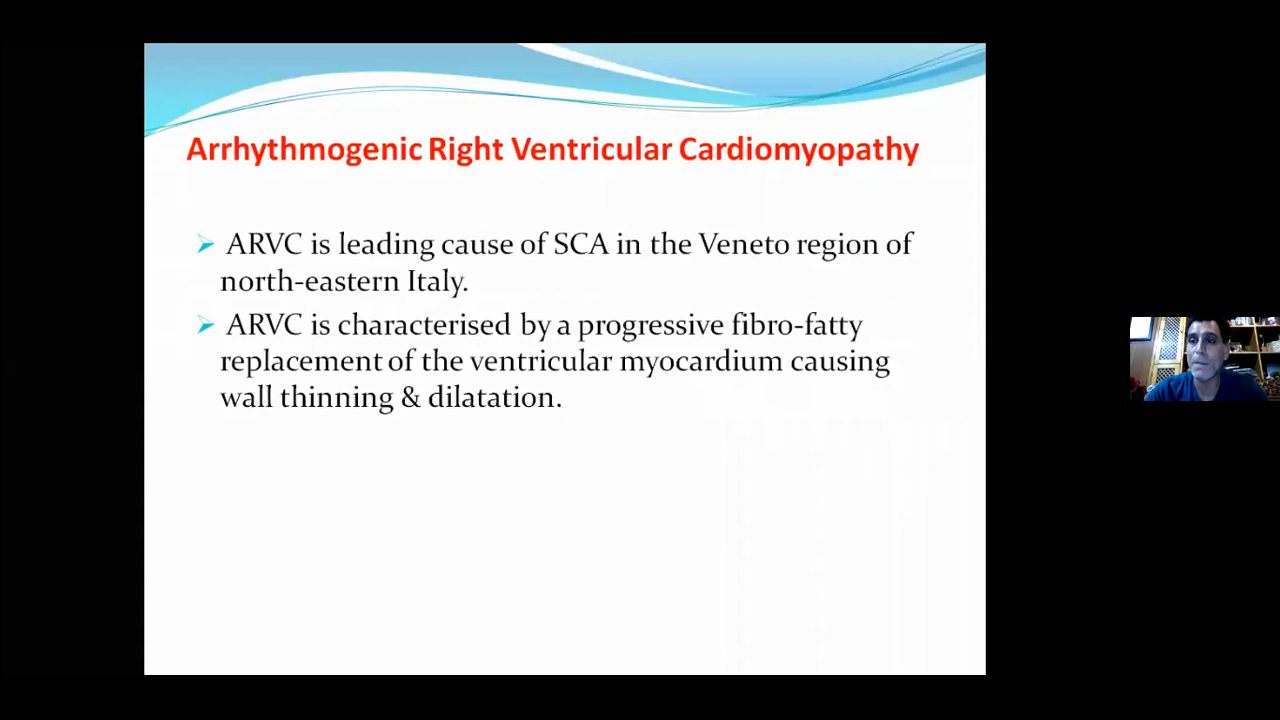 Arrhythmogenic Right Ventricular Cardiomyopathy
ARVC is leading cause of SCA in the Veneto region of
north-eastern Italy.
ARVC is characterised by a progressive fibro-fatty
replacement of the ventricular myocardium causing
wall thinning & dilatation.